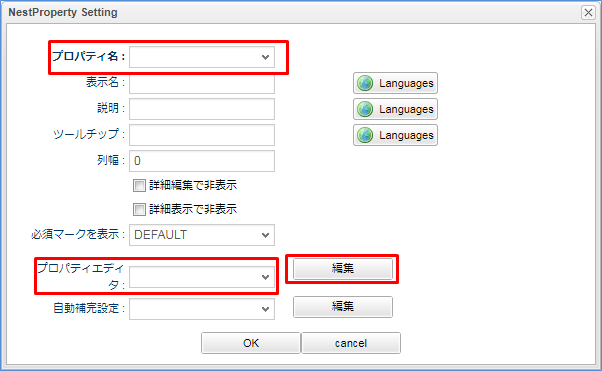 NestProperty Setting
プロパティ名 :
表示名 :
Languages
説明 :
Languages
ツールチップ :
Languages
列幅 :
0
詳細編集で非表示
詳細表示で非表示
必須マークを表示 :
DEFAULT
プロパティエディ
タ :
編集
自動補完設定 :
編集
OK
cancel